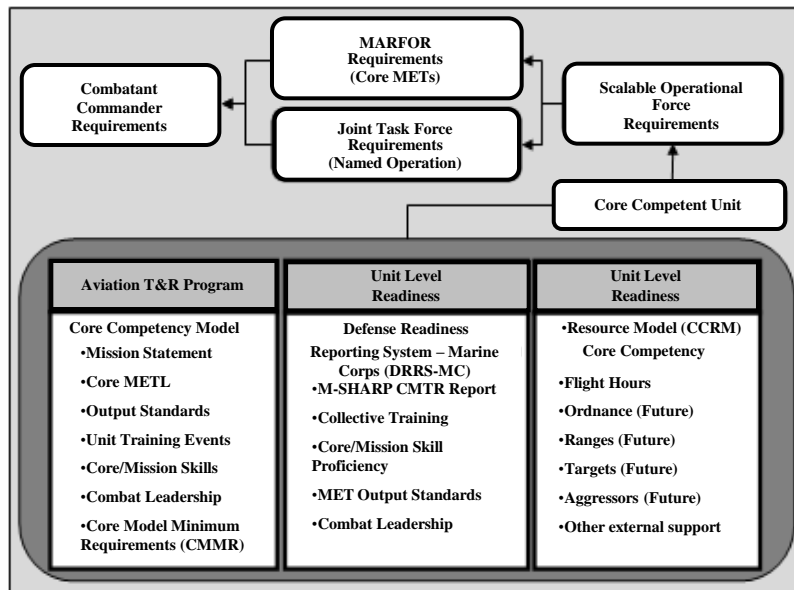 MARFOR
Requirements
(Core METs)
Combatant
Commander
Requirements
Scalable Operational
Force
Requirements
Joint Task Force
Requirements
(Named Operation)
Core Competent Unit
Aviation T&R Program
Core Competency Model
•Mission Statement
•Core METL
•Output Standards
•Unit Training Events
•Core/Mission Skills
•Combat Leadership
•Core Model Minimum
Requirements (CMMR)
Unit Level
Readiness
Defense Readiness
Reporting System – Marine
Corps (DRRS-MC)
•M-SHARP CMTR Report
•Collective Training
•Core/Mission Skill
Proficiency
•MET Output Standards
•Combat Leadership
Unit Level
Readiness
•Resource Model (CCRM)
Core Competency
•Flight Hours
•Ordnance (Future)
•Ranges (Future)
•Targets (Future)
•Aggressors (Future)
•Other external support